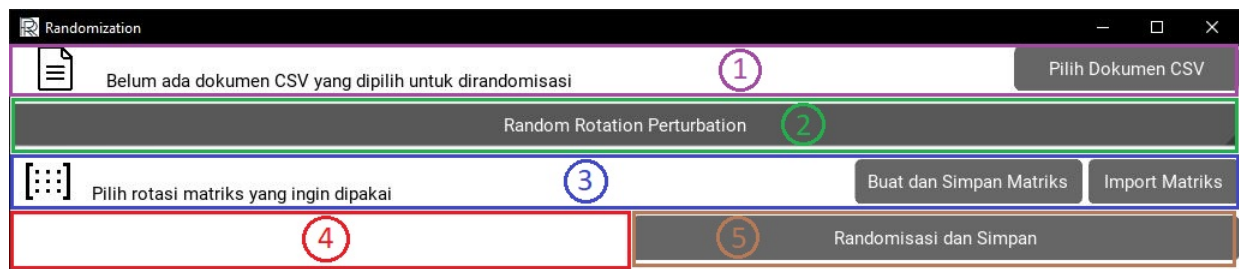 Randomization
Belum ada dokumen CSV yang dipilih untuk dirandomisasi 1 Pilih Dokumen CSV
Random Rotation Perturbation 2
Pilih rotasi matriks yang ingin dipakai 3 Buat dan Simpan Matriks Import Matriks
4 5 Randomisasi dan Simpan